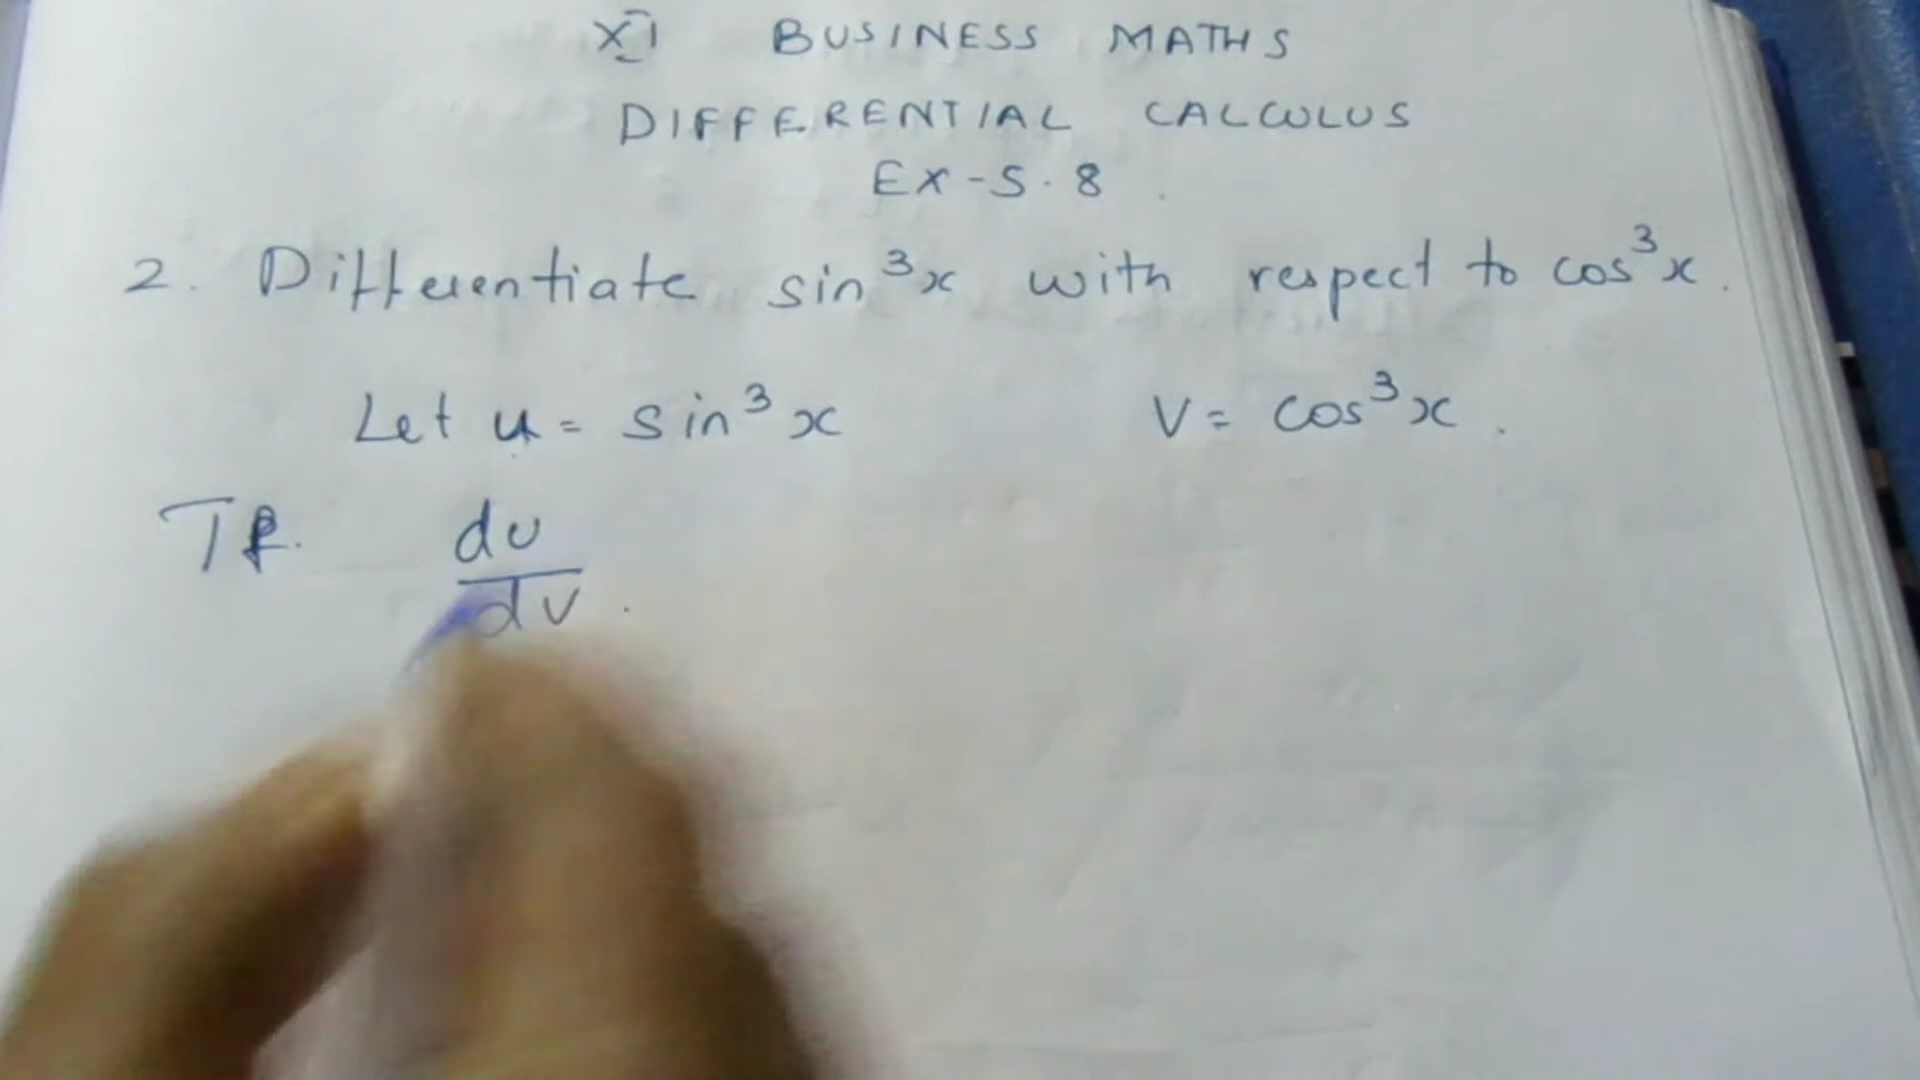 XI BUSINESS MATHS
DIFFERENTIAL CALCULUS
EX-5.8
2. Differentiate sin³x with respect to cos³x.
Let u = sin³x V = cos³x.
du
dv.